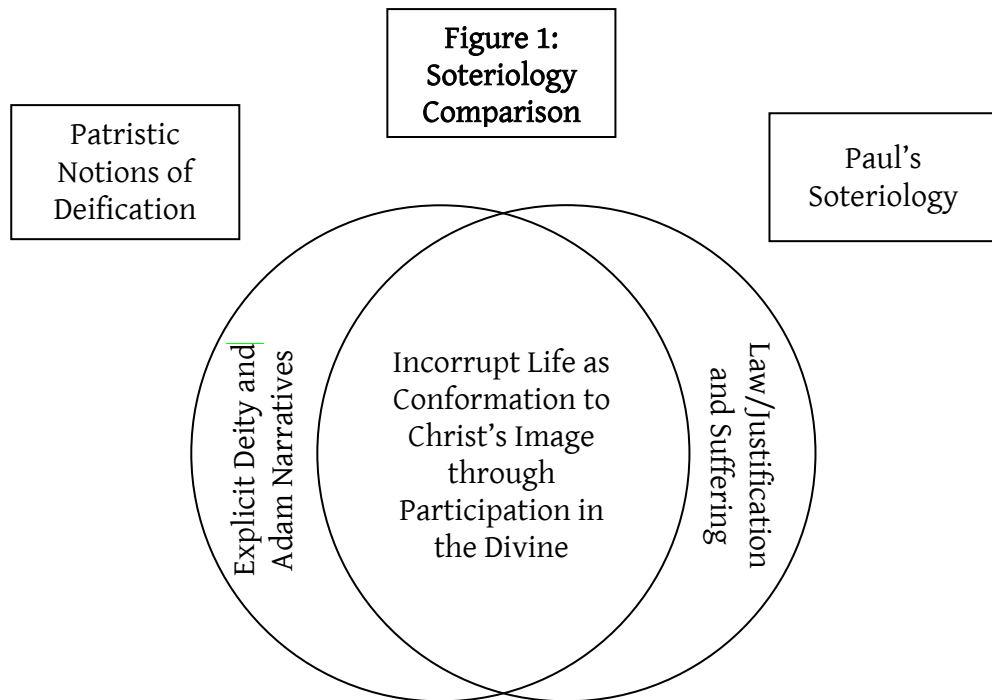 Figure 1:
Soteriology
Comparison
Patristic
Notions of
Deification
Paul's
Soteriology
Explicit Deity and
Adam Narratives
Incorrupt Life as
Conformation to
Christ's Image
through
Participation in
the Divine
Law/Justification
and Suffering